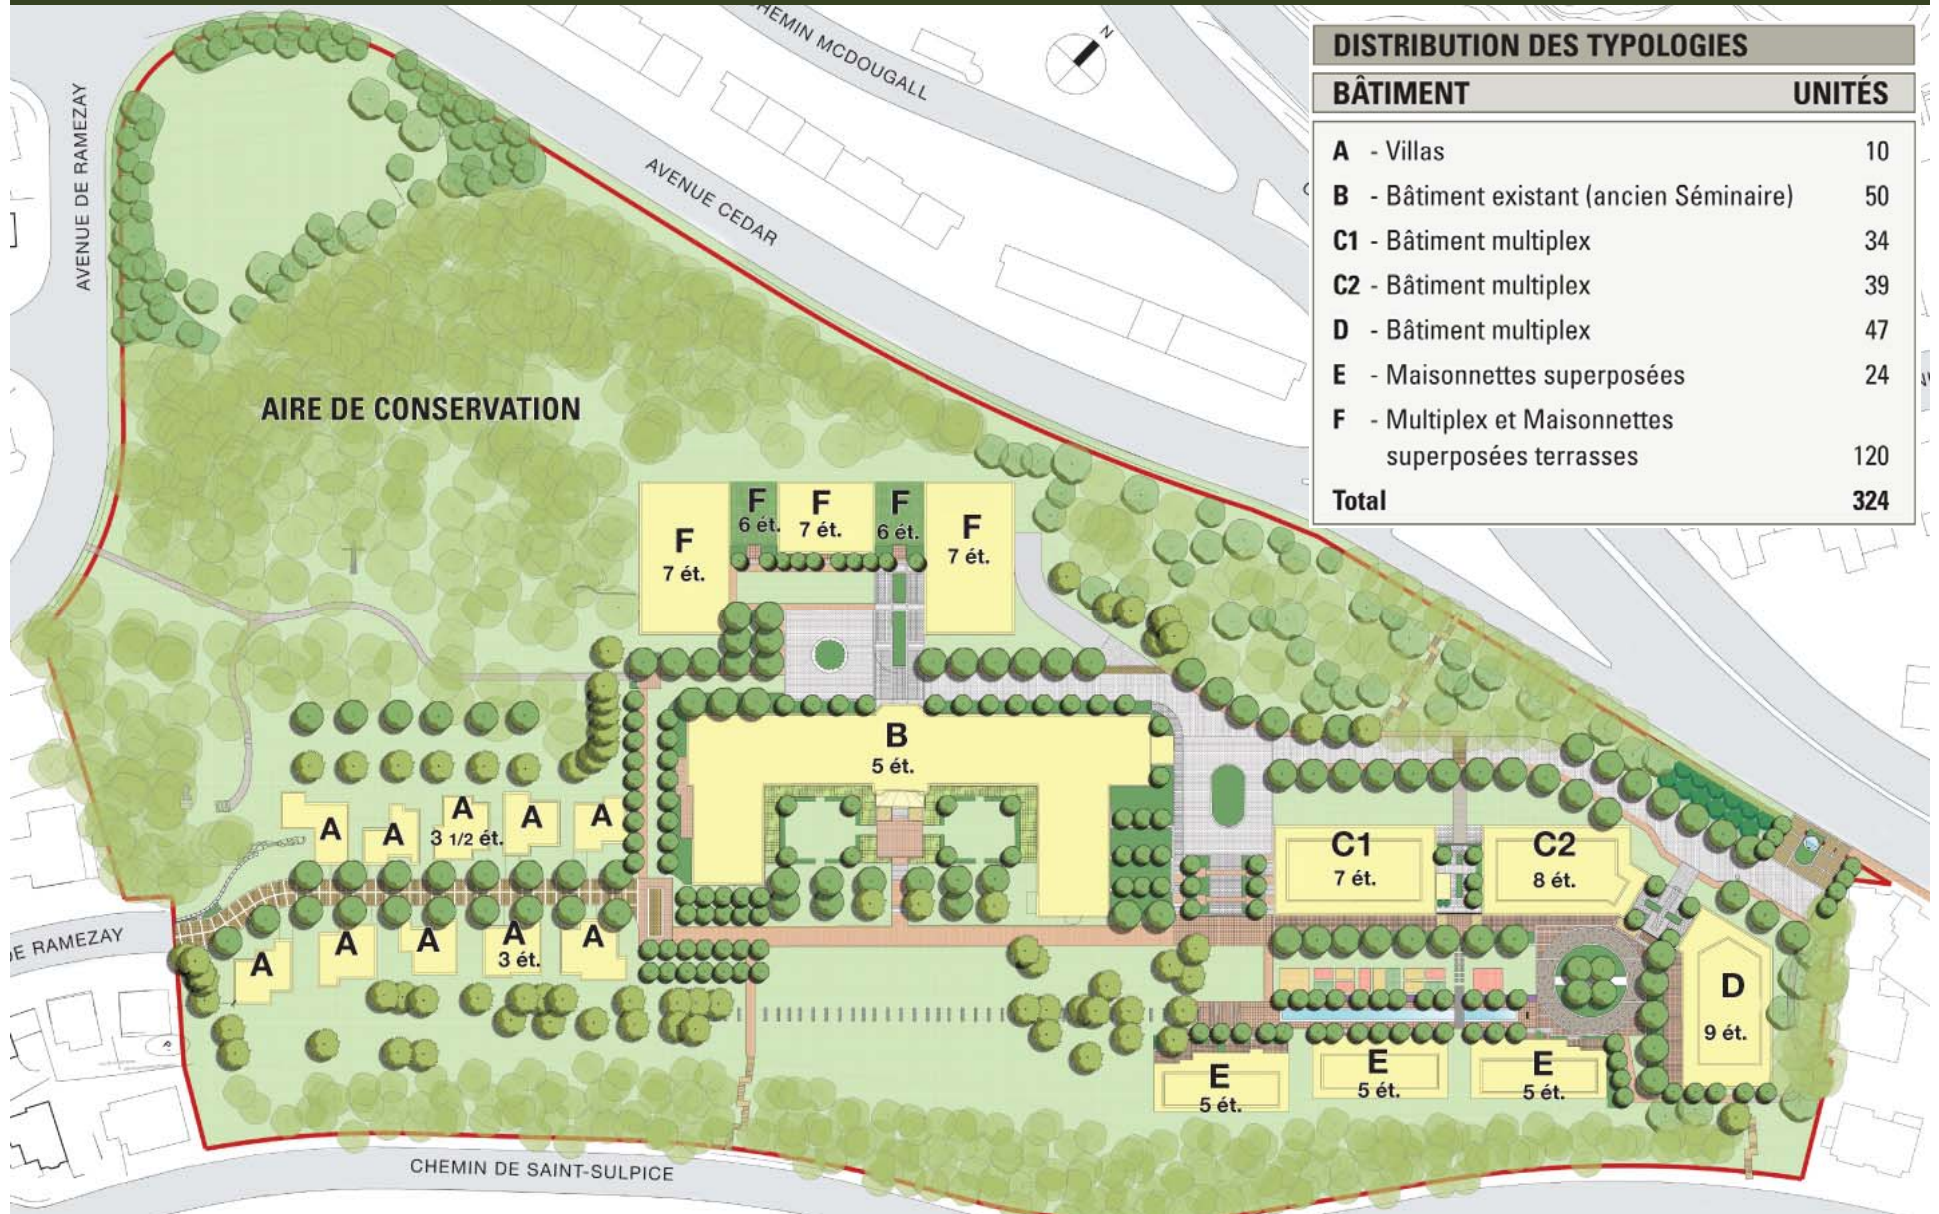 CHEMIN MCDOUGALL
N
AVENUE DE RAMEZAY
AVENUE CEDAR
DISTRIBUTION DES TYPOLOGIES
BÂTIMENT UNITÉS
A - Villas 10
B - Bâtiment existant (ancien Séminaire) 50
C1 - Bâtiment multiplex 34
C2 - Bâtiment multiplex 39
D - Bâtiment multiplex 47
E - Maisonnettes superposées 24
F - Multiplex et Maisonnettes
superposées terrasses 120
Total 324
AIRE DE CONSERVATION
F
7 ét.
F
6 ét.
F
7 ét.
F
6 ét.
F
7 ét.
B
5 ét.
A
A
A
3 1/2 ét.
A
A
C1
7 ét.
C2
8 ét.
A
A
A
A
3 ét.
A
DE RAMEZAY
D
9 ét.
E
5 ét.
E
5 ét.
E
5 ét.
CHEMIN DE SAINT-SULPICE